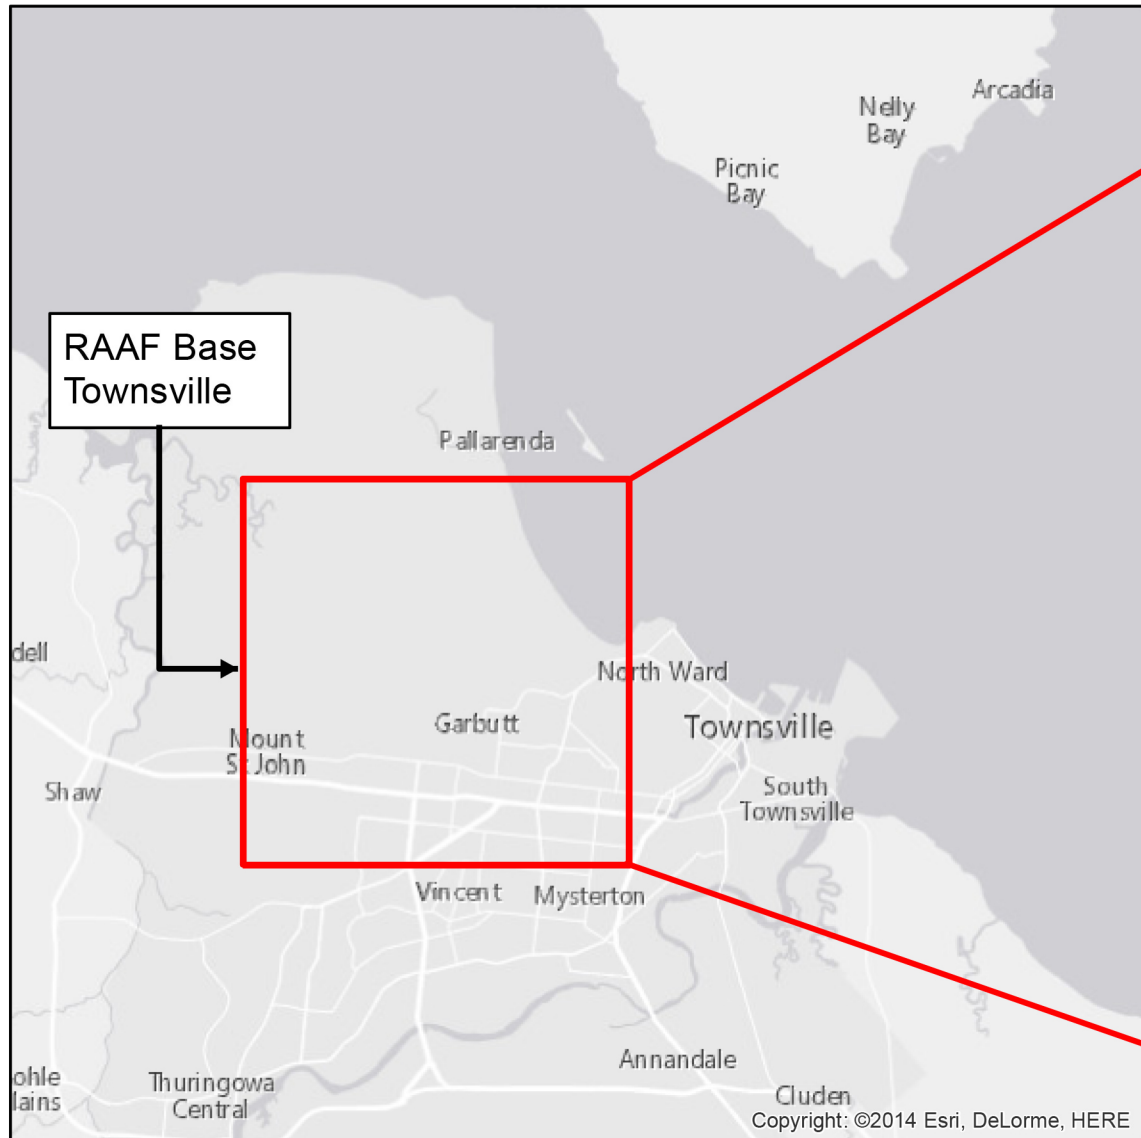 Arcadia
Nelly
Bay
Picnic
Bay
RAAF Base
Townsville
Pallarenda
dell
North Ward
Garbutt
Townsville
Mount
St John
Shaw
South
Townsville
Vincent
Mysterton
Annandale
ohle
lains
Thuringowa
Central
Cluden
Copyright: ©2014 Esri, DeLorme, HERE